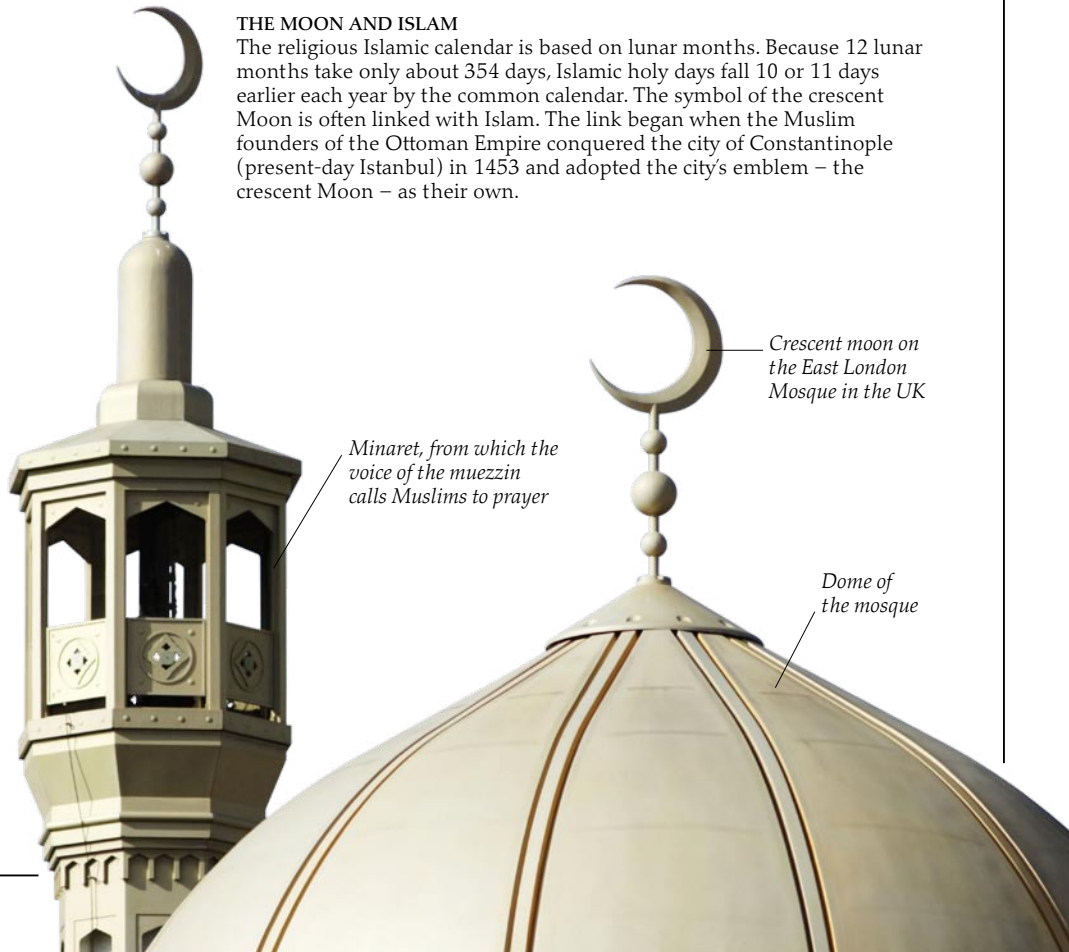 THE MOON AND ISLAM
The religious Islamic calendar is based on lunar months. Because 12 lunar
months take only about 354 days, Islamic holy days fall 10 or 11 days
earlier each year by the common calendar. The symbol of the crescent
Moon is often linked with Islam. The link began when the Muslim
founders of the Ottoman Empire conquered the city of Constantinople
(present-day Istanbul) in 1453 and adopted the city's emblem – the
crescent Moon – as their own.
Crescent moon on
the East London
Mosque in the UK
Minaret, from which the
voice of the muezzin
calls Muslims to prayer
Dome of
the mosque